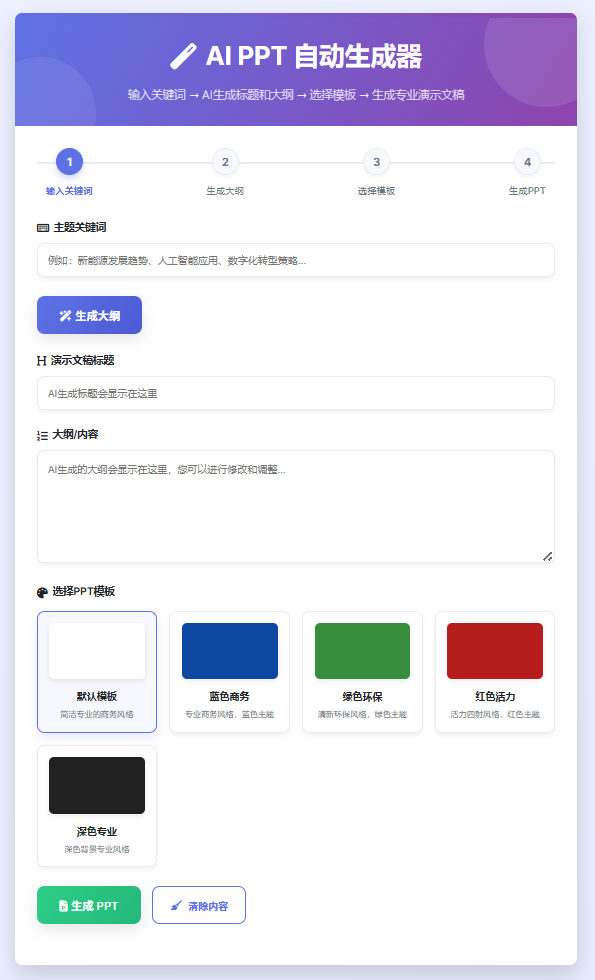 AI PPT 自动生成器
输入关键词 → AI生成标题和大纲 → 选择模板 → 生成专业演示文稿
1 2 3 4
输入关键词 生成大纲 选择模板 生成PPT
主题关键词
例如：新能源发展趋势、人工智能应用、数字化转型策略...
生成大纲
演示文稿标题
AI生成标题会显示在这里
大纲/内容
AI生成的大纲会显示在这里，您可以进行修改和调整...
选择PPT模板
默认模板 蓝色商务 绿色环保 红色活力
简洁专业的商务风格 专业商务风格，蓝色主题 清新环保风格，绿色主题 活力四射风格，红色主题
深色专业
深色背景专业风格
生成 PPT 清除内容